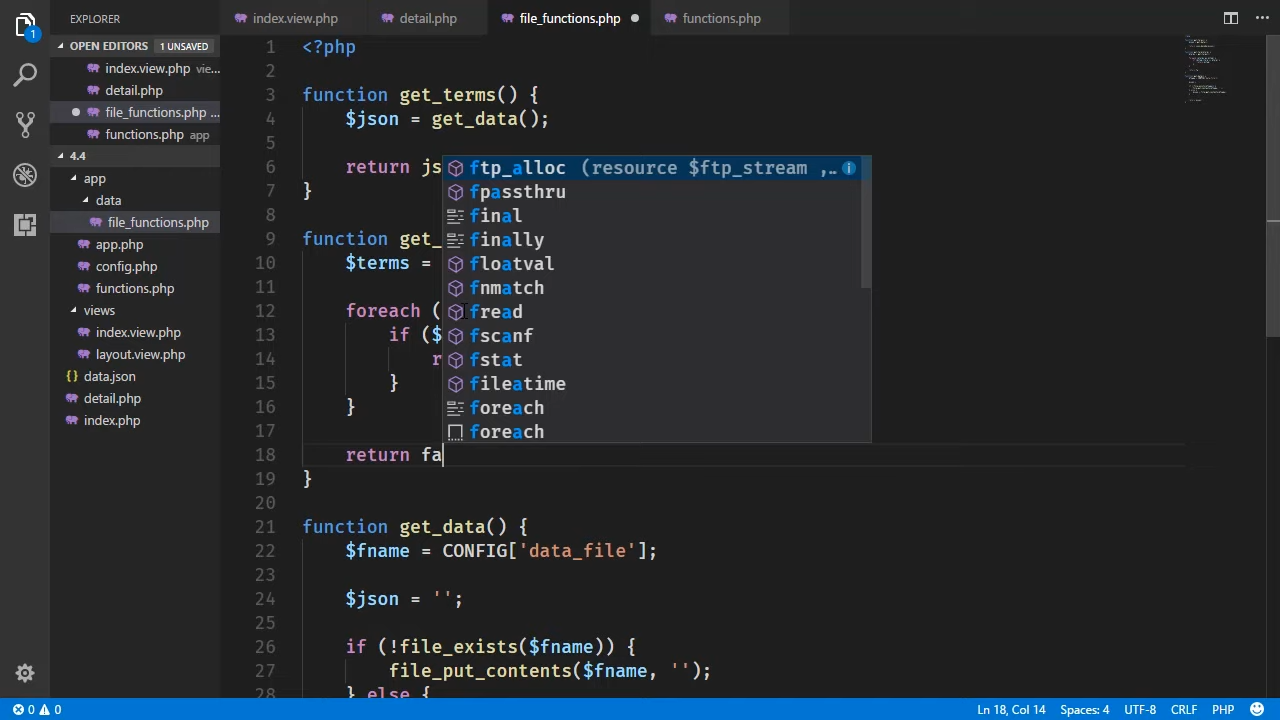 EXPLORER
index.view.php
detail.php
file_functions.php
functions.php
OPEN EDITORS 1 UNSAVED
index.view.php vie...
detail.php
file_functions.php ...
functions.php app
4.4
app
data
file_functions.php
app.php
config.php
functions.php
views
index.view.php
layout.view.php
{} data.json
detail.php
index.php
1
1 <?php
2
3 function get_terms() {
4 $json = get_data();
5
6 return js
7 }
8
9 function get_
10 $terms =
11
12 foreach (
13 if ($
14 r
15 }
16 }
17
18 return fa
19 }
20
21 function get_data() {
22 $fname = CONFIG['data_file'];
23
24 $json = '';
25
26 if (!file_exists($fname)) {
27 file_put_contents($fname, '');
28 } else {
ftp_alloc (resource $ftp_stream ,...
fpassthru
final
finally
floatval
fnmatch
fread
fscanf
fstat
fileatime
foreach
foreach
0 0
Ln 18, Col 14 Spaces: 4 UTF-8 CRLF PHP